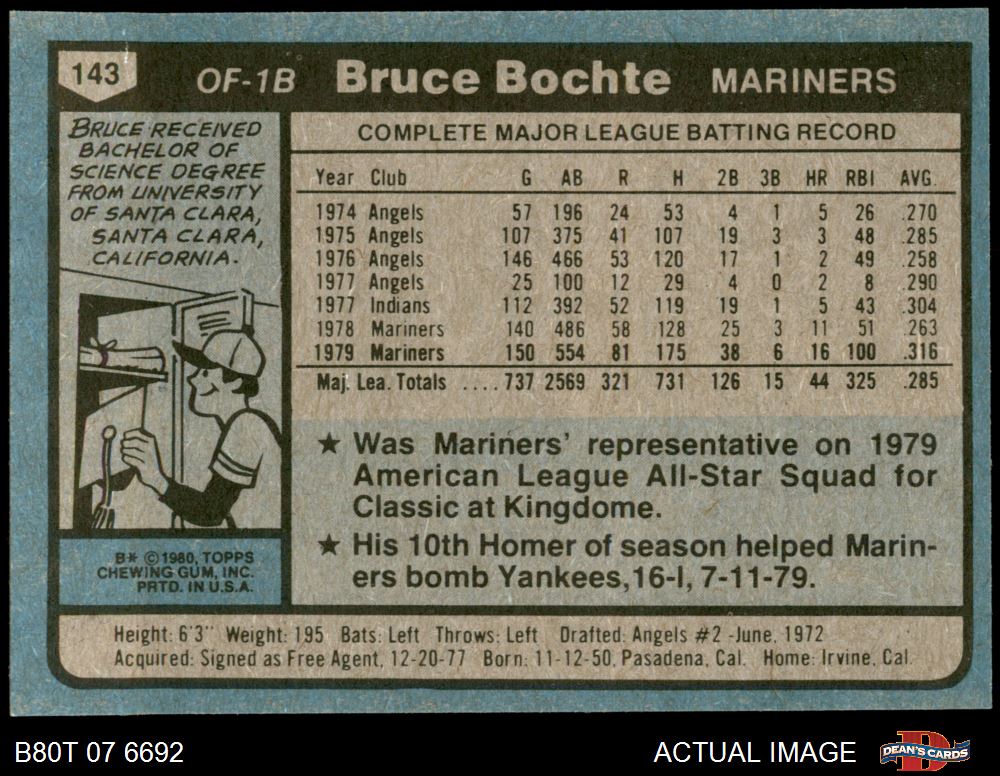 143 OF-1B Bruce Bochte MARINERS
BRUCE RECEIVED
BACHELOR OF
SCIENCE DEGREE
FROM UNIVERSITY
OF SANTA CLARA,
SANTA CLARA,
CALIFORNIA.
COMPLETE MAJOR LEAGUE BATTING RECORD
Year Club G AB R H 2B 3B HR RBI AVG.
1974 Angels 57 196 24 53 4 1 5 26 .270
1975 Angels 107 375 41 107 19 3 3 48 .285
1976 Angels 146 466 53 120 17 1 2 49 .258
1977 Angels 25 100 12 29 4 0 2 8 .290
1977 Indians 112 392 52 119 19 1 5 43 .304
1978 Mariners 140 486 58 128 25 3 11 51 .263
1979 Mariners 150 554 81 175 38 6 16 100 .316
Maj. Lea. Totals ....737 2569 321 731 126 15 44 325 .285
★ Was Mariners' representative on 1979
American League All-Star Squad for
Classic at Kingdome.
★ His 10th Homer of season helped Marin-
ers bomb Yankees,16-l, 7-11-79.
B* © 1980, TOPPS
CHEWING GUM, INC.
PRTD. IN U.S.A.
Height: 6'3" Weight: 195 Bats: Left Throws: Left Drafted: Angels #2 -June, 1972
Acquired: Signed as Free Agent, 12-20-77 Born: 11-12-50, Pasadena, Cal. Home: Irvine, Cal.
B80T 07 6692
ACTUAL IMAGE
DEAN'S CARDS